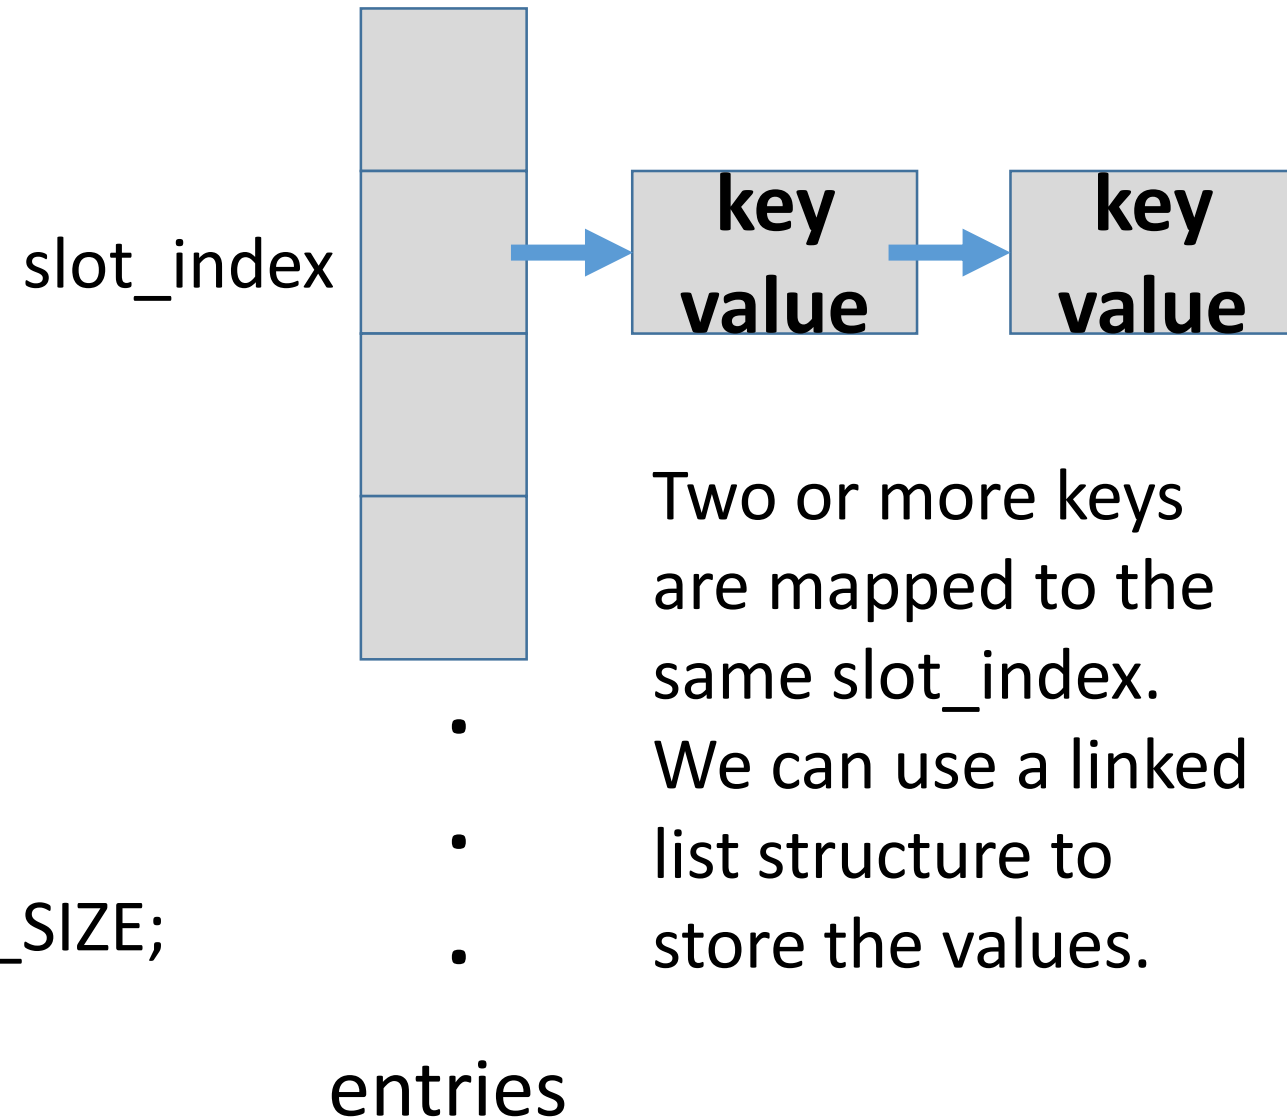 slot_index
key
value
key
value
Two or more keys
are mapped to the
same slot_index.
We can use a linked
list structure to
store the values.
_SIZE;
.
.
.
entries